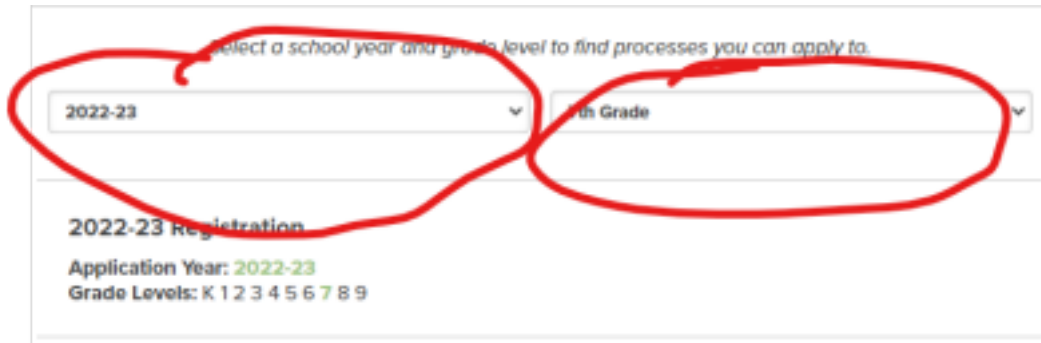 Select a school year and grade level to find processes you can apply to.
2022-23 7th Grade
2022-23 Registration
Application Year: 2022-23
Grade Levels: K 1 2 3 4 5 6 7 8 9